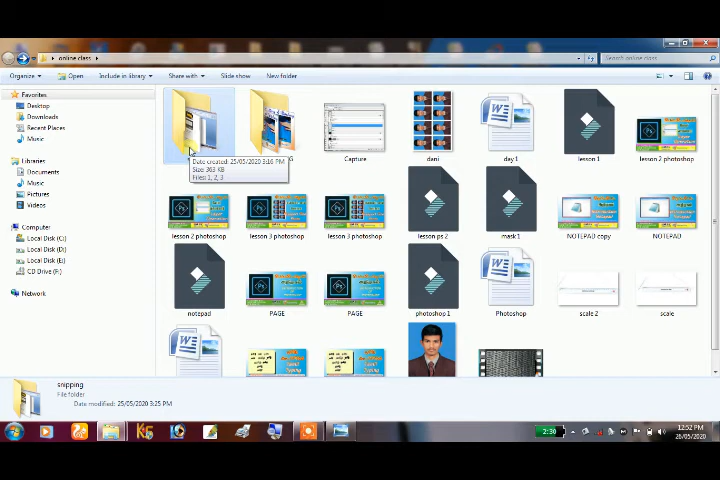 online class
Search online class
Organize
Open
Include in library
Share with
Slide show
New folder
Favorites
Desktop
Downloads
Recent Places
Music
Libraries
Documents
Music
Pictures
Videos
Computer
Local Disk (C:)
Local Disk (D:)
Local Disk (E:)
CD Drive (F:)
Network
Date created: 25/05/2020 3:16 PM
Size: 363 KB
Files: 1, 2, 3
G
Capture
dani
day 1
lesson 1
lesson 2 photoshop
lesson 2 photoshop
lesson 3 photoshop
lesson 3 photoshop
lesson ps 2
mask 1
NOTEPAD copy
NOTEPAD
notepad
PAGE
PAGE
photoshop 1
Photoshop
scale 2
scale
snipping
File folder
Date modified: 25/05/2020 3:25 PM
2:30
12:52 PM
26/05/2020